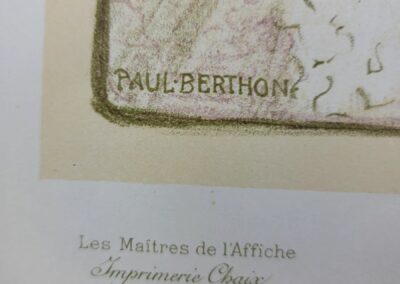 PAUL·BERTHON
Les Maîtres de l'Affiche
Imprimerie Chaix